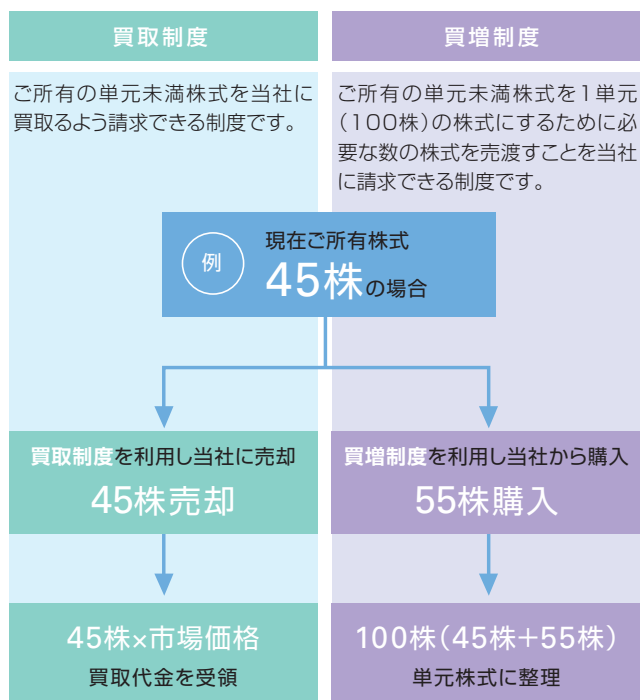 買取制度
ご所有の単元未満株式を当社に
買取るよう請求できる制度です。
買増制度
ご所有の単元未満株式を1単元
（100株）の株式にするために必
要な数の株式を売渡すことを当社
に請求できる制度です。
例
現在ご所有株式
45株の場合
買取制度を利用し当社に売却
45株売却
買増制度を利用し当社から購入
55株購入
45株×市場価格
買取代金を受領
100株（45株＋55株）
単元株式に整理